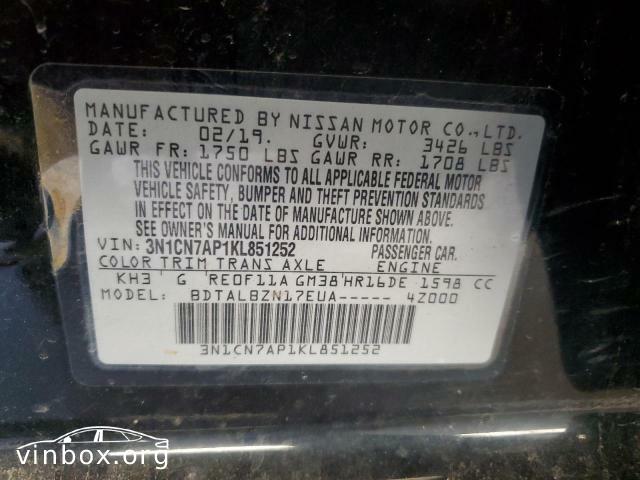 MANUFACTURED BY NISSAN MOTOR CO., LTD.
DATE: 02/19. GVWR: 3426 LBS
GAWR FR: 1750 LBS GAWR RR: 1708 LBS
THIS VEHICLE CONFORMS TO ALL APPLICABLE FEDERAL MOTOR
VEHICLE SAFETY, BUMPER AND THEFT PREVENTION STANDARDS
IN EFFECT ON THE DATE OF MANUFACTURE SHOWN ABOVE.
SEE OWNER'S MANUAL FOR ADDITIONAL INFORMATION.
VIN: 3N1CN7AP1KL851252 PASSENGER CAR.
COLOR TRIM TRANS AXLE ENGINE
KH3 ' G 'RE0F11A GM38'HR16DE 1598 CC
MODEL: BDTALBZN17EUA----- 4Z000
3N1CN7AP1KL851252
vinbox.org